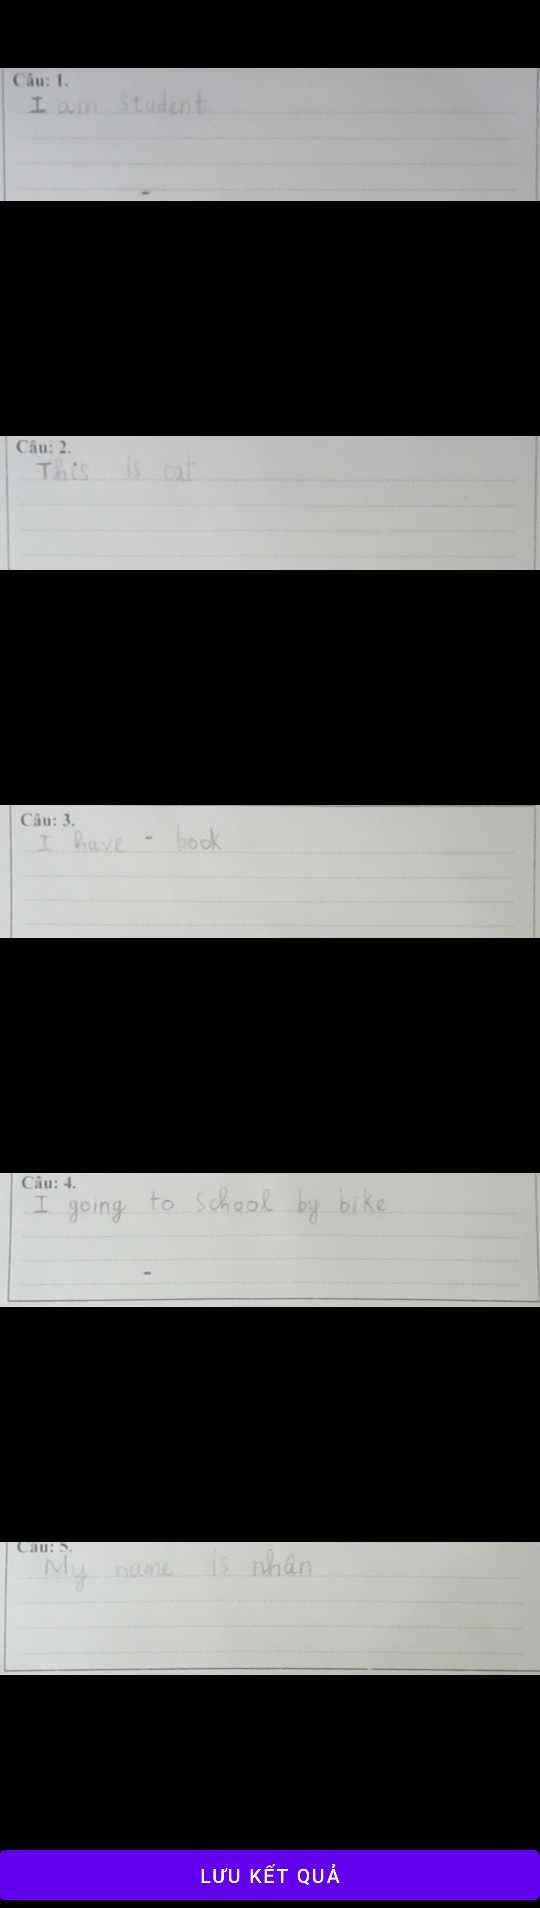 Câu: 1.
I am student
Câu: 2.
This is cat
Câu: 3.
I have - book
Câu: 4.
I going to school by bike
Câu: 5.
My name is nhân
LƯU KẾT QUẢ